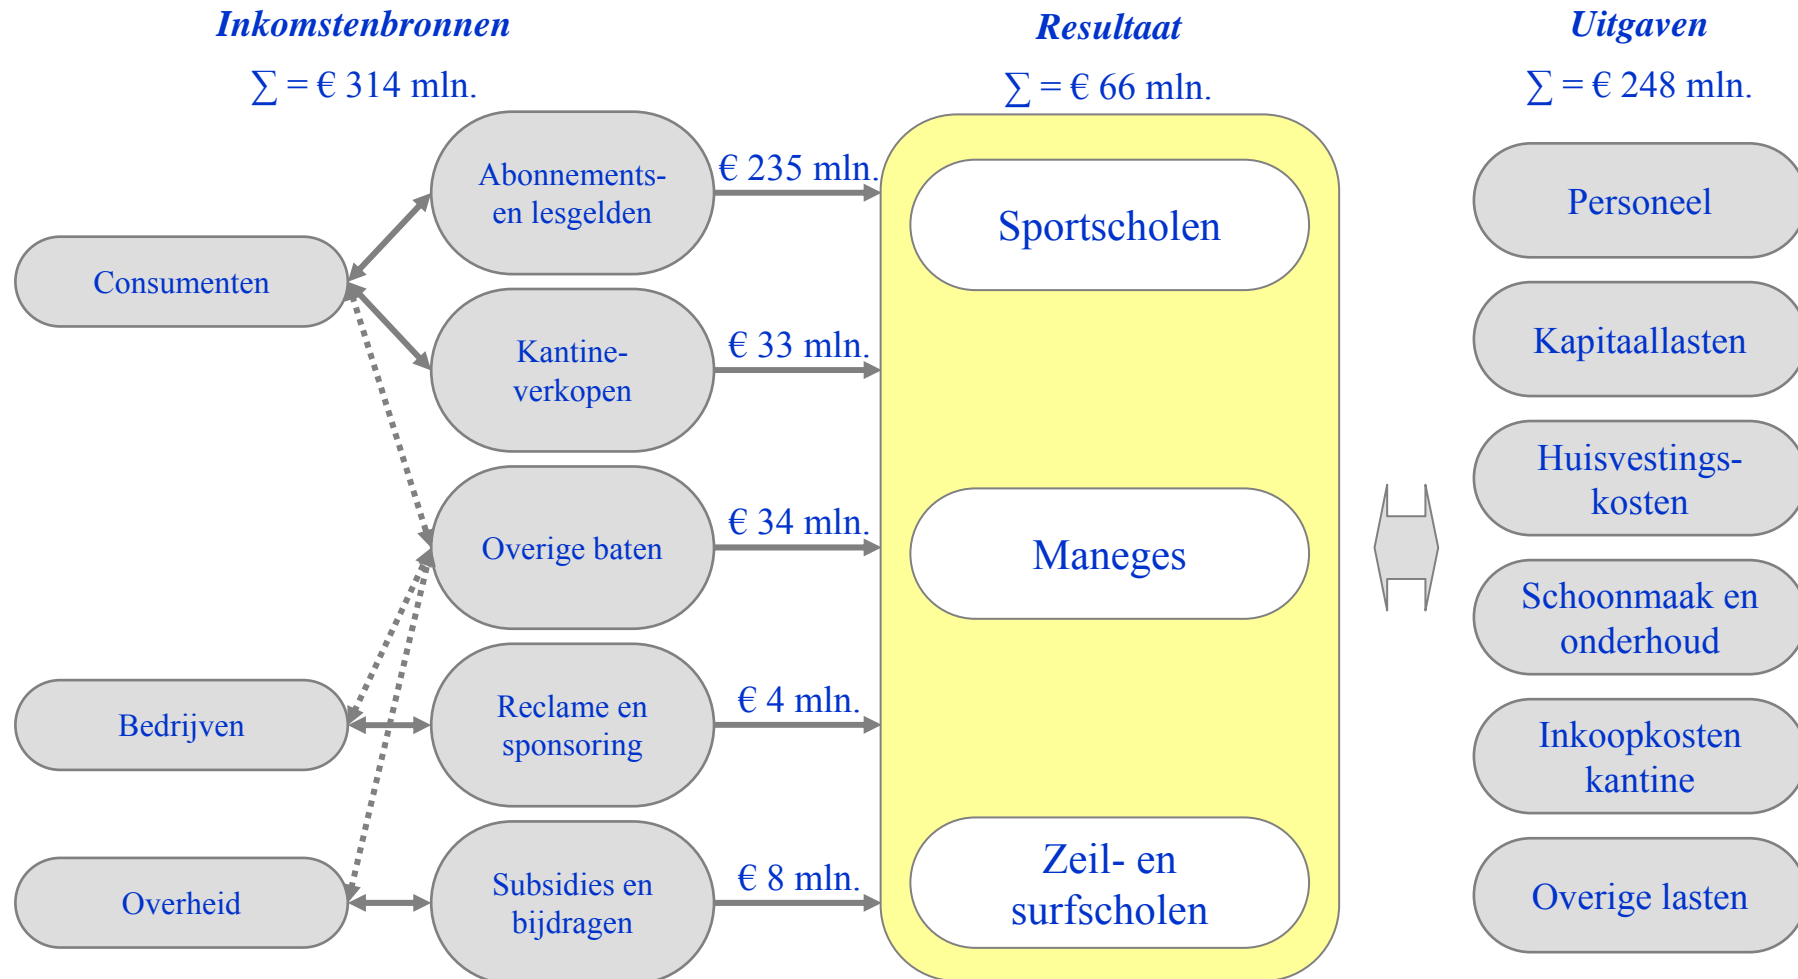 Inkomstenbronnen
∑ = € 314 mln.
Resultaat
∑ = € 66 mln.
Uitgaven
∑ = € 248 mln.
Consumenten
Bedrijven
Overheid
Abonnements-
en lesgelden
€ 235 mln.
Kantine-
verkopen
€ 33 mln.
Overige baten
€ 34 mln.
Reclame en
sponsoring
€ 4 mln.
Subsidies en
bijdragen
€ 8 mln.
Sportscholen
Maneges
Zeil- en
surfscholen
Personeel
Kapitaallasten
Huisvestings-
kosten
Schoonmaak en
onderhoud
Inkoopkosten
kantine
Overige lasten